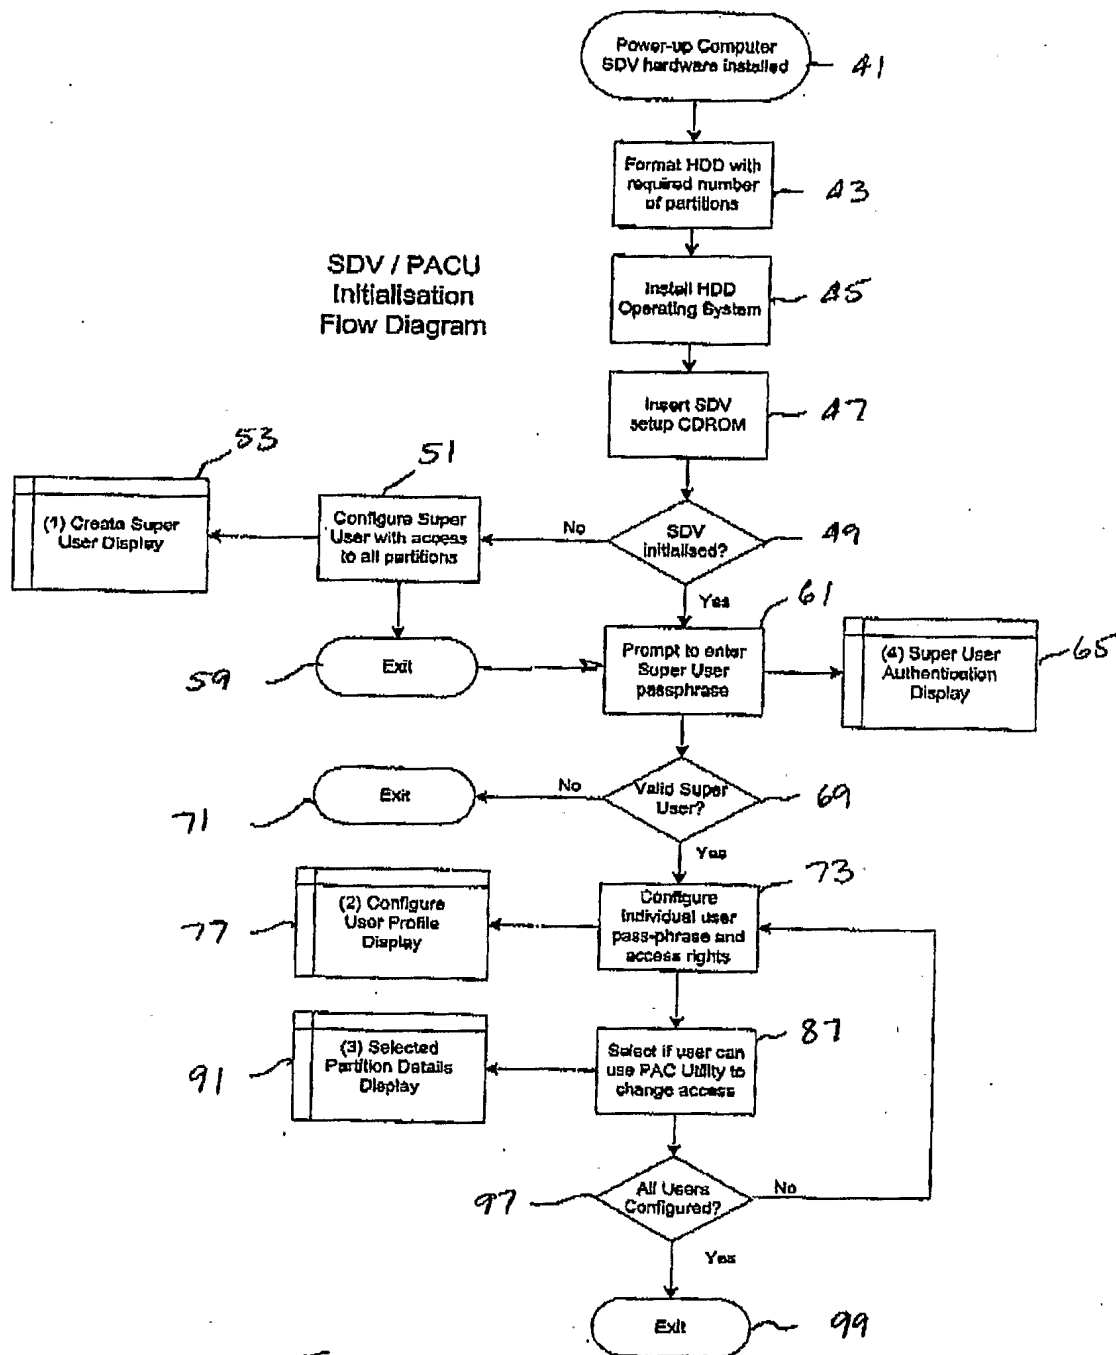 Power-up Computer
SDV hardware installed
41
Format HDD with
required number
of partitions
43
SDV / PACU
Initialisation
Flow Diagram
Install HDD
Operating System
45
Insert SDV
setup CDROM
47
53
(1) Create Super
User Display
51
Configure Super
User with access
to all partitions
No
SDV
initialised?
49
Yes
61
59
Exit
Prompt to enter
Super User
passphrase
(4) Super User
Authentication
Display
65
71
Exit
No
Valid Super
User?
69
Yes
73
77
(2) Configure
User Profile
Display
Configure
individual user
pass-phrase and
access rights
87
91
(3) Selected
Partition Details
Display
Select if user can
use PAC Utility to
change access
97
All Users
Configured?
No
Yes
Exit
99